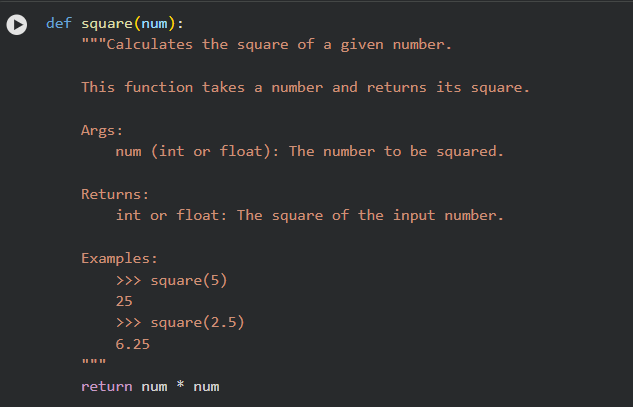 def square(num):
    """Calculates the square of a given number.

    This function takes a number and returns its square.

    Args:
        num (int or float): The number to be squared.

    Returns:
        int or float: The square of the input number.

    Examples:
        >>> square(5)
        25
        >>> square(2.5)
        6.25
    """
    return num * num